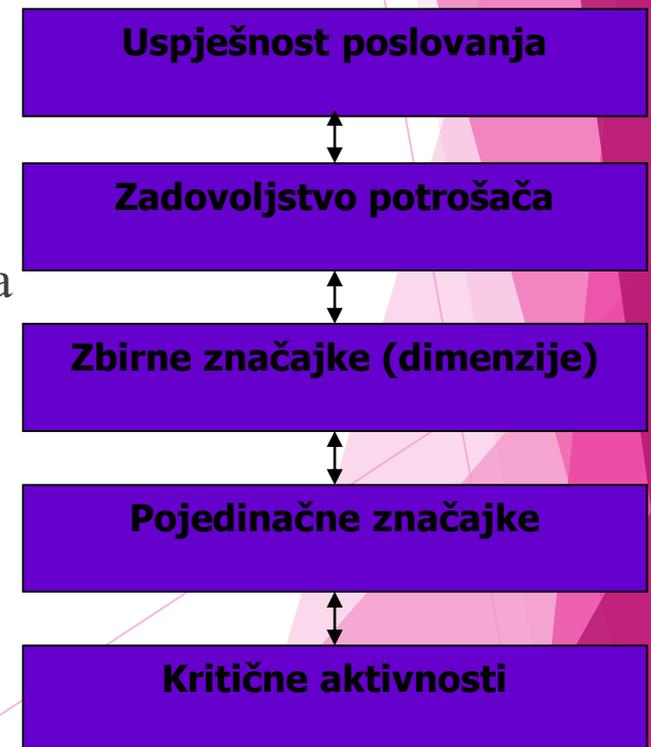 Uspješnost poslovanja
Zadovoljstvo potrošača
a
Zbirne značajke (dimenzije)
Pojedinačne značajke
Kritične aktivnosti